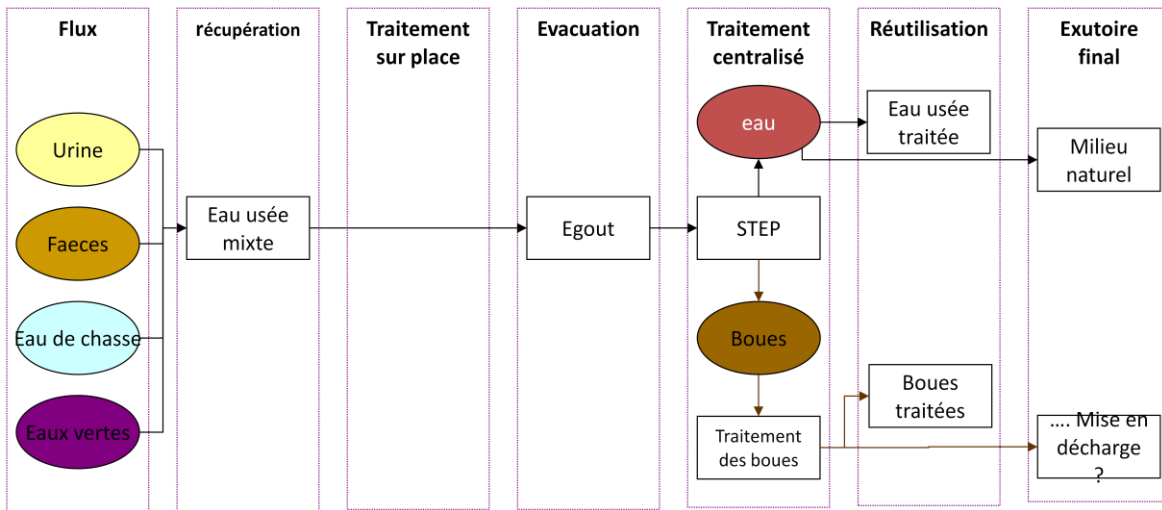 Flux
récupération
Traitement
sur place
Evacuation
Traitement
centralisé
Réutilisation
Exutoire
final
Urine
Faeces
Eau de chasse
Eaux vertes
Eau usée
mixte
Egout
eau
STEP
Boues
Traitement
des boues
Eau usée
traitée
Boues
traitées
Milieu
naturel
.... Mise en
décharge
?